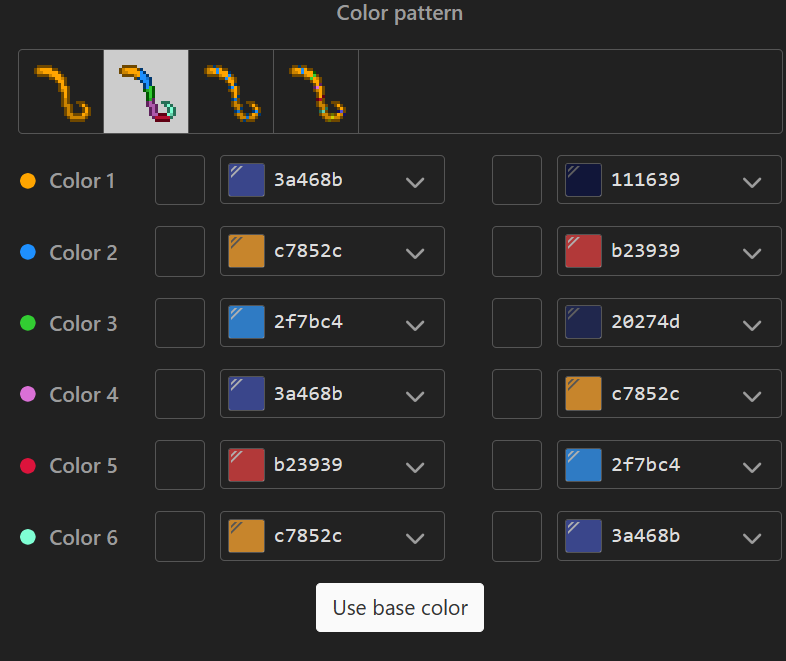 Color pattern
Color 1 3a468b 111639
Color 2 c7852c b23939
Color 3 2f7bc4 20274d
Color 4 3a468b c7852c
Color 5 b23939 2f7bc4
Color 6 c7852c 3a468b
Use base color